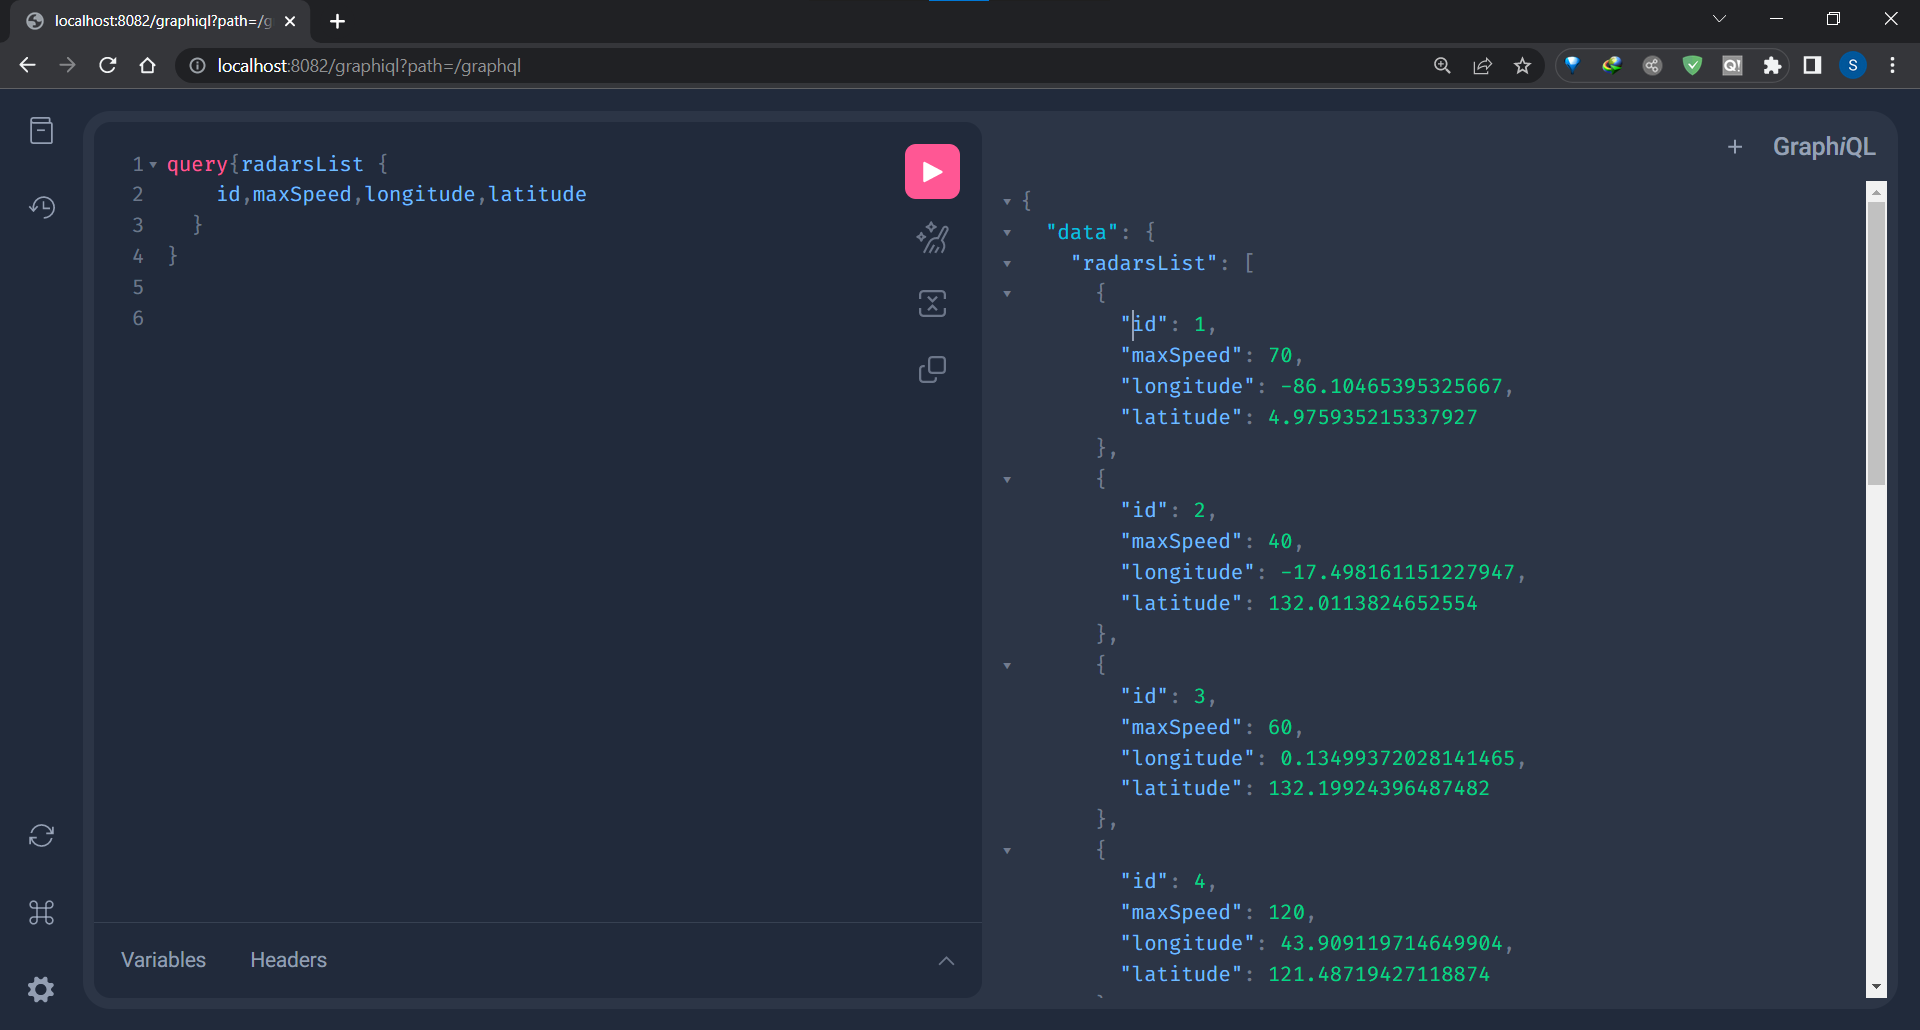 localhost:8082/graphiql?path=/g
localhost:8082/graphiql?path=/graphql
Q!
S
1 query{radarsList {
2 id,maxSpeed,longitude,latitude
3 }
4 }
5
6
Variables Headers
+ GraphiQL
{
"data": {
"radarsList": [
{
"id": 1,
"maxSpeed": 70,
"longitude": -86.10465395325667,
"latitude": 4.975935215337927
},
{
"id": 2,
"maxSpeed": 40,
"longitude": -17.498161151227947,
"latitude": 132.0113824652554
},
{
"id": 3,
"maxSpeed": 60,
"longitude": 0.13499372028141465,
"latitude": 132.19924396487482
},
{
"id": 4,
"maxSpeed": 120,
"longitude": 43.909119714649904,
"latitude": 121.48719427118874